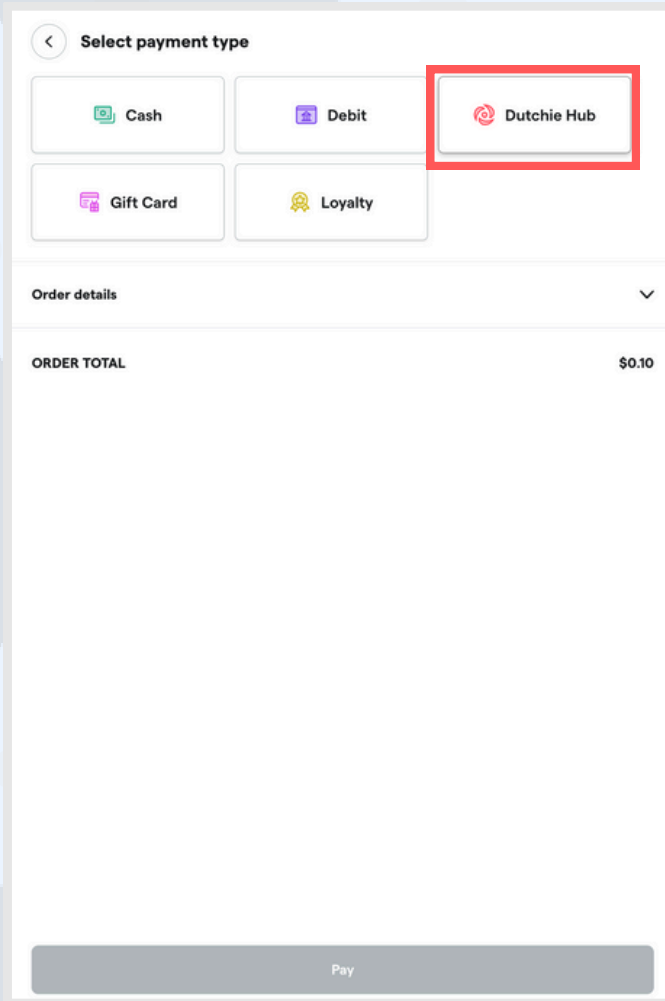 Select payment type
Cash
Debit
Dutchie Hub
Gift Card
Loyalty
Order details
ORDER TOTAL
$0.10
Pay